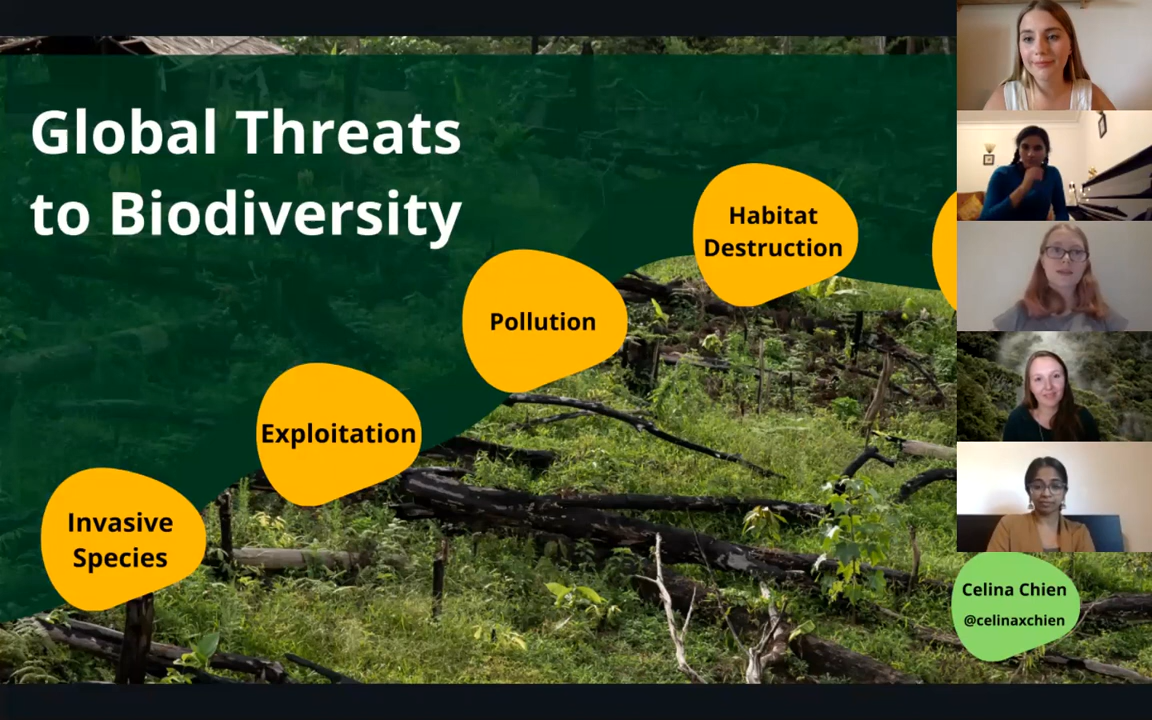 Global Threats
to Biodiversity
Habitat
Destruction
Pollution
Exploitation
Invasive
Species
Celina Chien
@celinaxchien